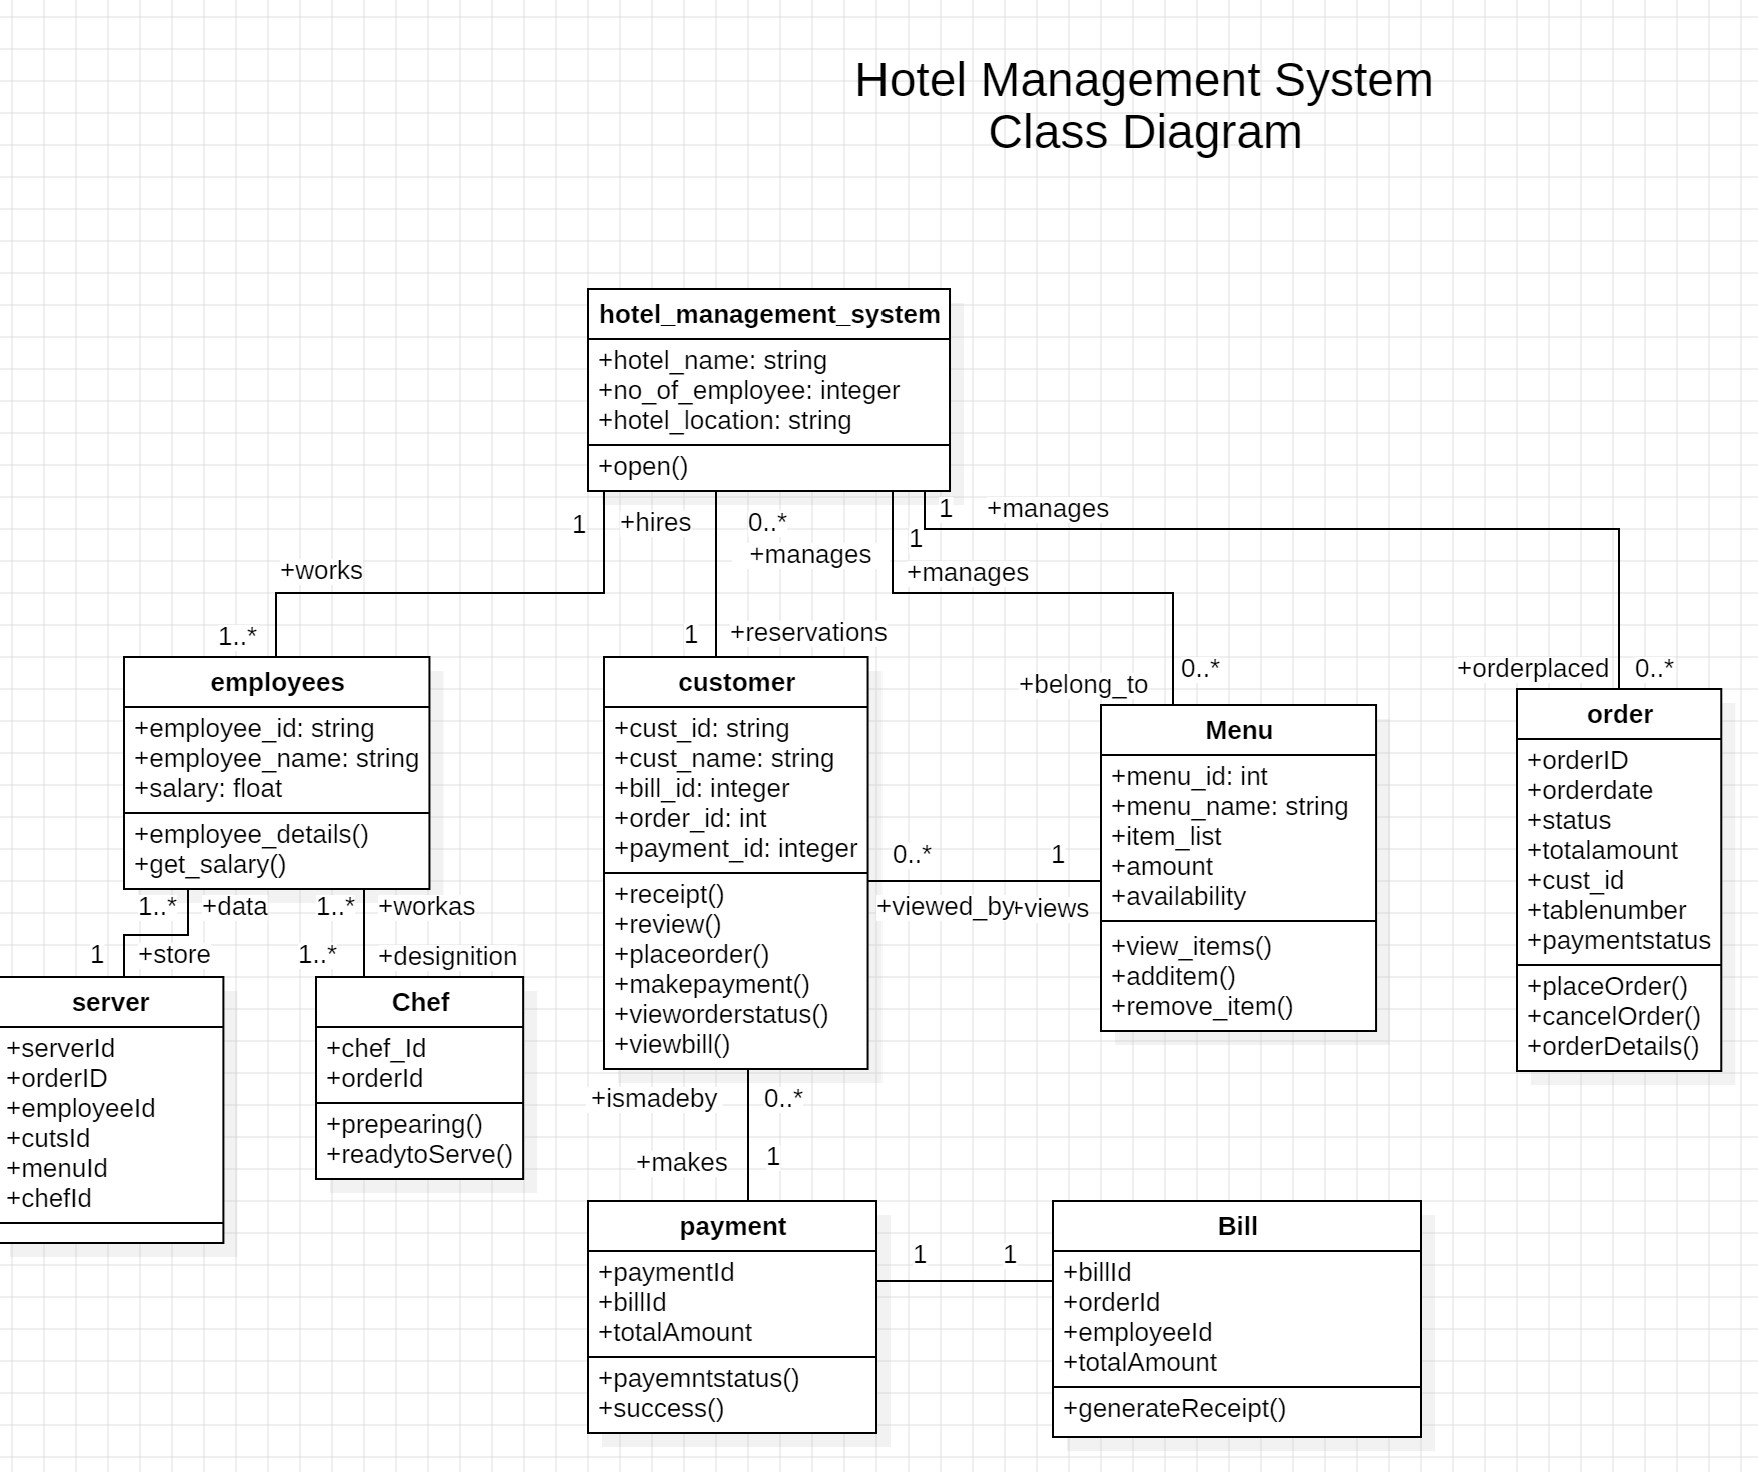 Hotel Management System
Class Diagram
hotel_management_system
+hotel_name: string
+no_of_employee: integer
+hotel_location: string
+open()
1
+hires
0..*
+manages
1
+manages
1
+manages
+works
1..*
1
+reservations
+belong_to
0..*
+orderplaced
0..*
employees
+employee_id: string
+employee_name: string
+salary: float
+employee_details()
+get_salary()
customer
+cust_id: string
+cust_name: string
+bill_id: integer
+order_id: int
+payment_id: integer
+receipt()
+review()
+placeorder()
+makepayment()
+vieworderstatus()
+viewbill()
0..*
1
+viewed_by
+views
Menu
+menu_id: int
+menu_name: string
+item_list
+amount
+availability
+view_items()
+additem()
+remove_item()
order
+orderID
+orderdate
+status
+totalamount
+cust_id
+tablenumber
+paymentstatus
+placeOrder()
+cancelOrder()
+orderDetails()
1..*
+data
1..*
+workas
1
+store
1..*
+designition
server
+serverId
+orderID
+employeeId
+cutsId
+menuId
+chefId
Chef
+chef_Id
+orderId
+prepearing()
+readytoServe()
+ismadeby
0..*
+makes
1
payment
+paymentId
+billId
+totalAmount
+payemntstatus()
+success()
1
1
Bill
+billId
+orderId
+employeeId
+totalAmount
+generateReceipt()